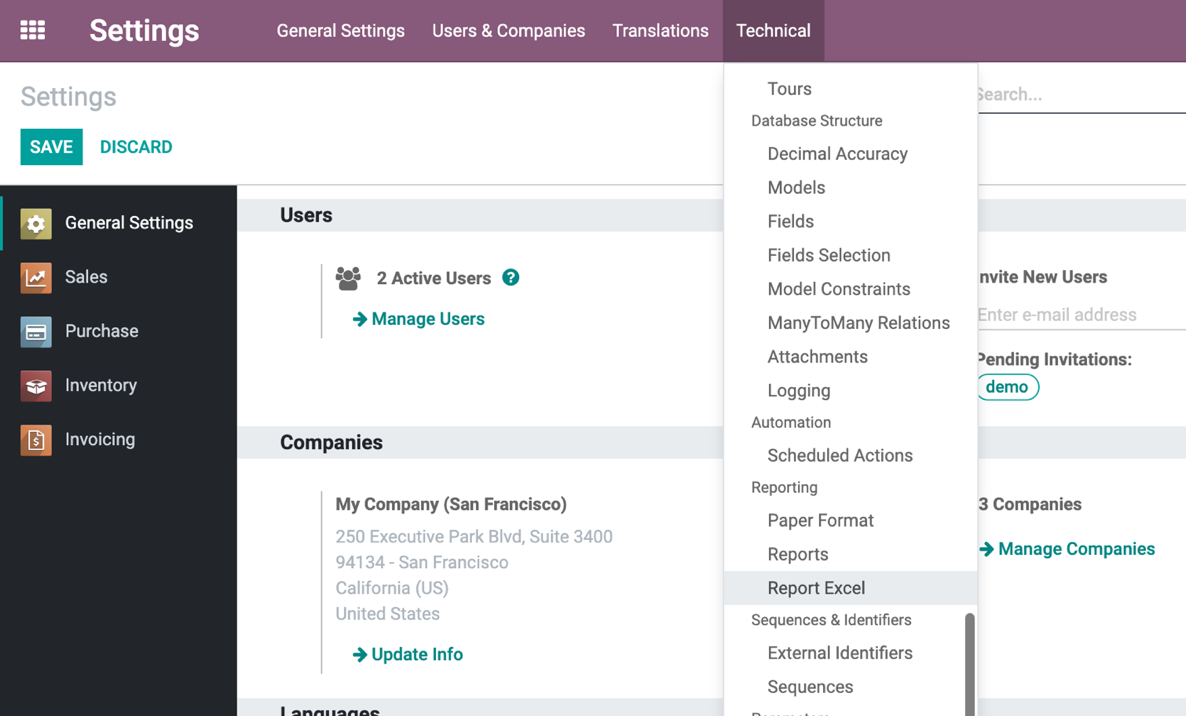 Settings
General Settings
Users & Companies
Translations
Technical
Settings
Search...
SAVE
DISCARD
General Settings
Sales
Purchase
Inventory
Invoicing
Users
2 Active Users ?
Manage Users
Companies
My Company (San Francisco)
250 Executive Park Blvd, Suite 3400
94134 - San Francisco
California (US)
United States
Update Info
Languages
Tours
Database Structure
Decimal Accuracy
Models
Fields
Fields Selection
Model Constraints
ManyToMany Relations
Attachments
Logging
Automation
Scheduled Actions
Reporting
Paper Format
Reports
Report Excel
Sequences & Identifiers
External Identifiers
Sequences
nvite New Users
Enter e-mail address
Pending Invitations:
demo
3 Companies
Manage Companies